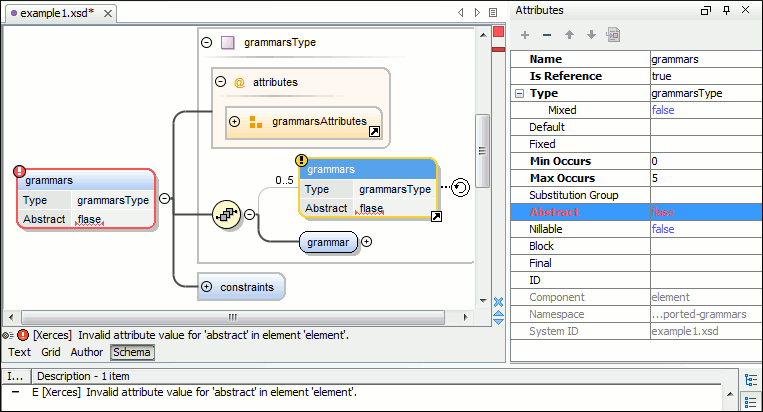 example1.xsd*
grammarsType
@ attributes
grammarsAttributes
grammars
Type grammarsType
Abstract flase
0..5
grammars
Type grammarsType
Abstract flase
grammar
constraints
[Xerces] Invalid attribute value for 'abstract' in element 'element'.
Text Grid Author Schema
I... Description - 1 item
E [Xerces] Invalid attribute value for 'abstract' in element 'element'.
Attributes
Name grammars
Is Reference true
Type grammarsType
Mixed false
Default
Fixed
Min Occurs 0
Max Occurs 5
Substitution Group
Abstract flase
Nillable false
Block
Final
ID
Component element
Namespace ...ported-grammars
System ID example1.xsd